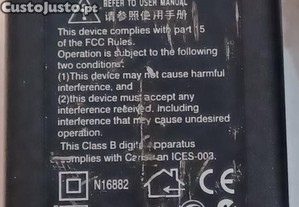 CustoJusto.pt
REFER TO USER MANUAL
请参照使用手册
This device complies with part 5
of the FCC Rules.
Operation is subject to the following
two conditions:
(1)This device may not cause harmful
interference, and
(2)this device must accept any
interference received, including
interference that may cause undesired
operation.
This Class B digital apparatus
complies with Canadian ICES-003.
N16882
CE